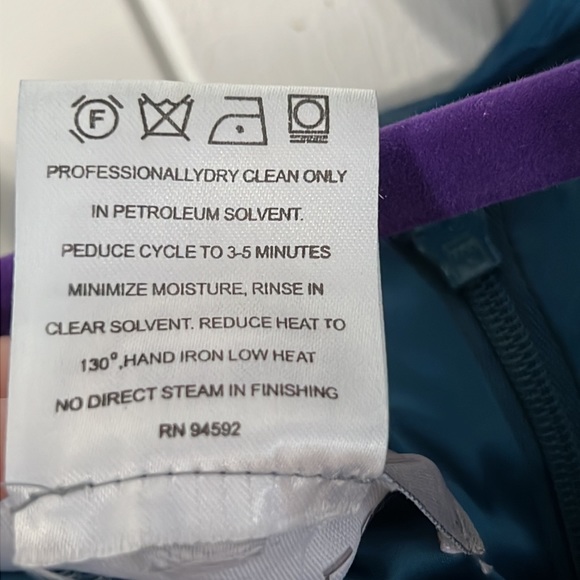 F
PROFESSIONALLYDRY CLEAN ONLY
IN PETROLEUM SOLVENT.
PEDUCE CYCLE TO 3-5 MINUTES
MINIMIZE MOISTURE, RINSE IN
CLEAR SOLVENT. REDUCE HEAT TO
130°,HAND IRON LOW HEAT
NO DIRECT STEAM IN FINISHING
RN 94592